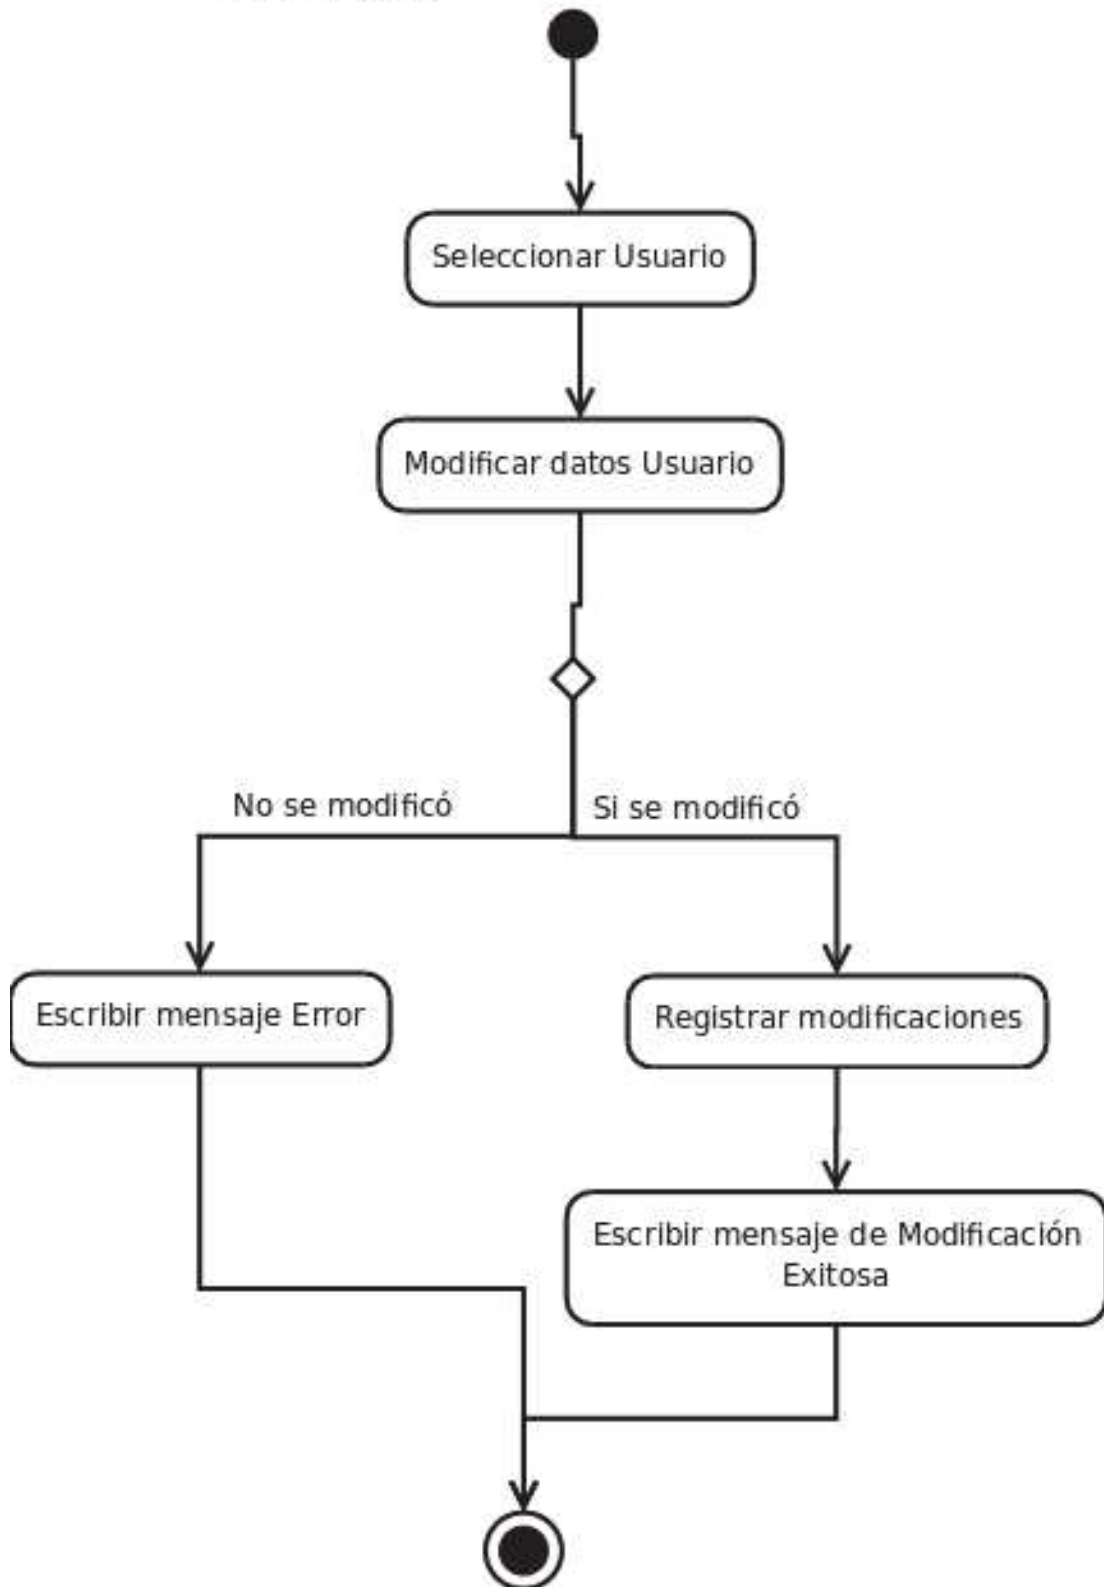 Seleccionar Usuario
Modificar datos Usuario
No se modificó
Si se modificó
Escribir mensaje Error
Registrar modificaciones
Escribir mensaje de Modificación
Exitosa